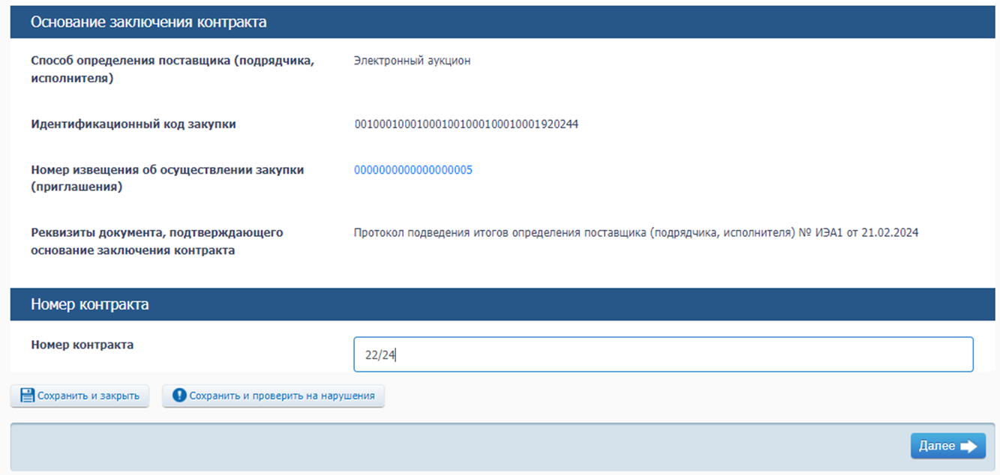 Основание заключения контракта
Способ определения поставщика (подрядчика,
исполнителя)
Электронный аукцион
Идентификационный код закупки
001000100010001001000100010001920244
Номер извещения об осуществлении закупки
(приглашения)
0000000000000000005
Реквизиты документа, подтверждающего
основание заключения контракта
Протокол подведения итогов определения поставщика (подрядчика, исполнителя) № ИЭА1 от 21.02.2024
Номер контракта
Номер контракта
22/24
Сохранить и закрыть
Сохранить и проверить на нарушения
Далее